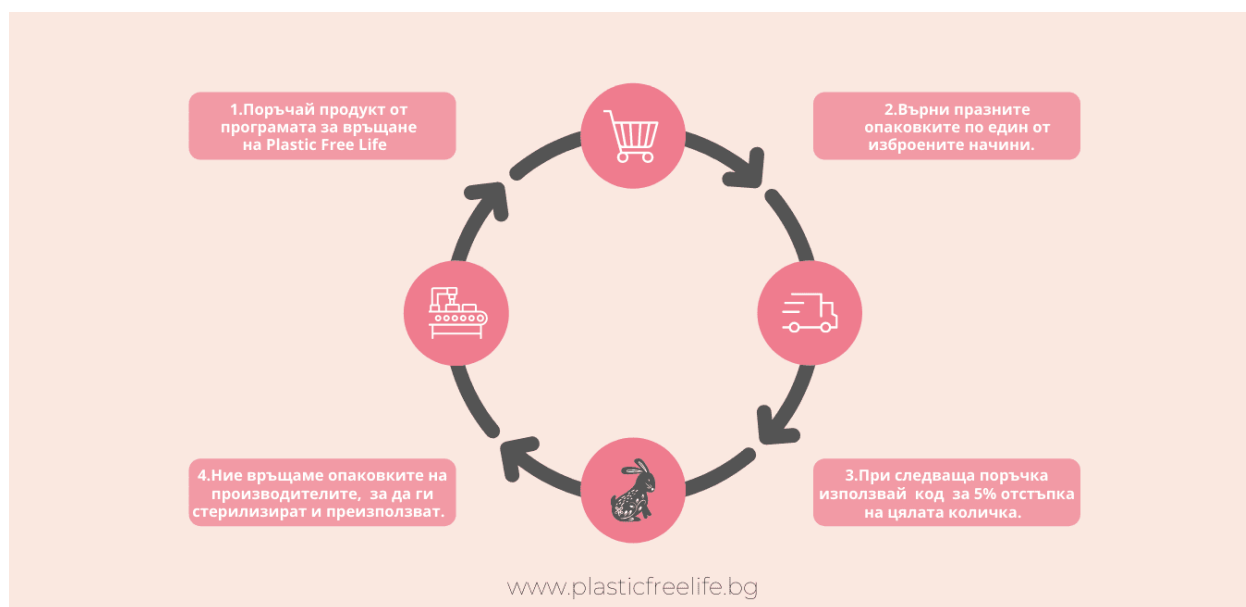 1.Поръчай продукт от
програмата за връщане
на Plastic Free Life
2.Върни празните
опаковките по един от
изброените начини.
3.При следваща поръчка
използвай код за 5% отстъпка
на цялата количка.
4.Ние връщаме опаковките на
производителите, за да ги
стерилизират и преизползват.
www.plasticfreelife.bg